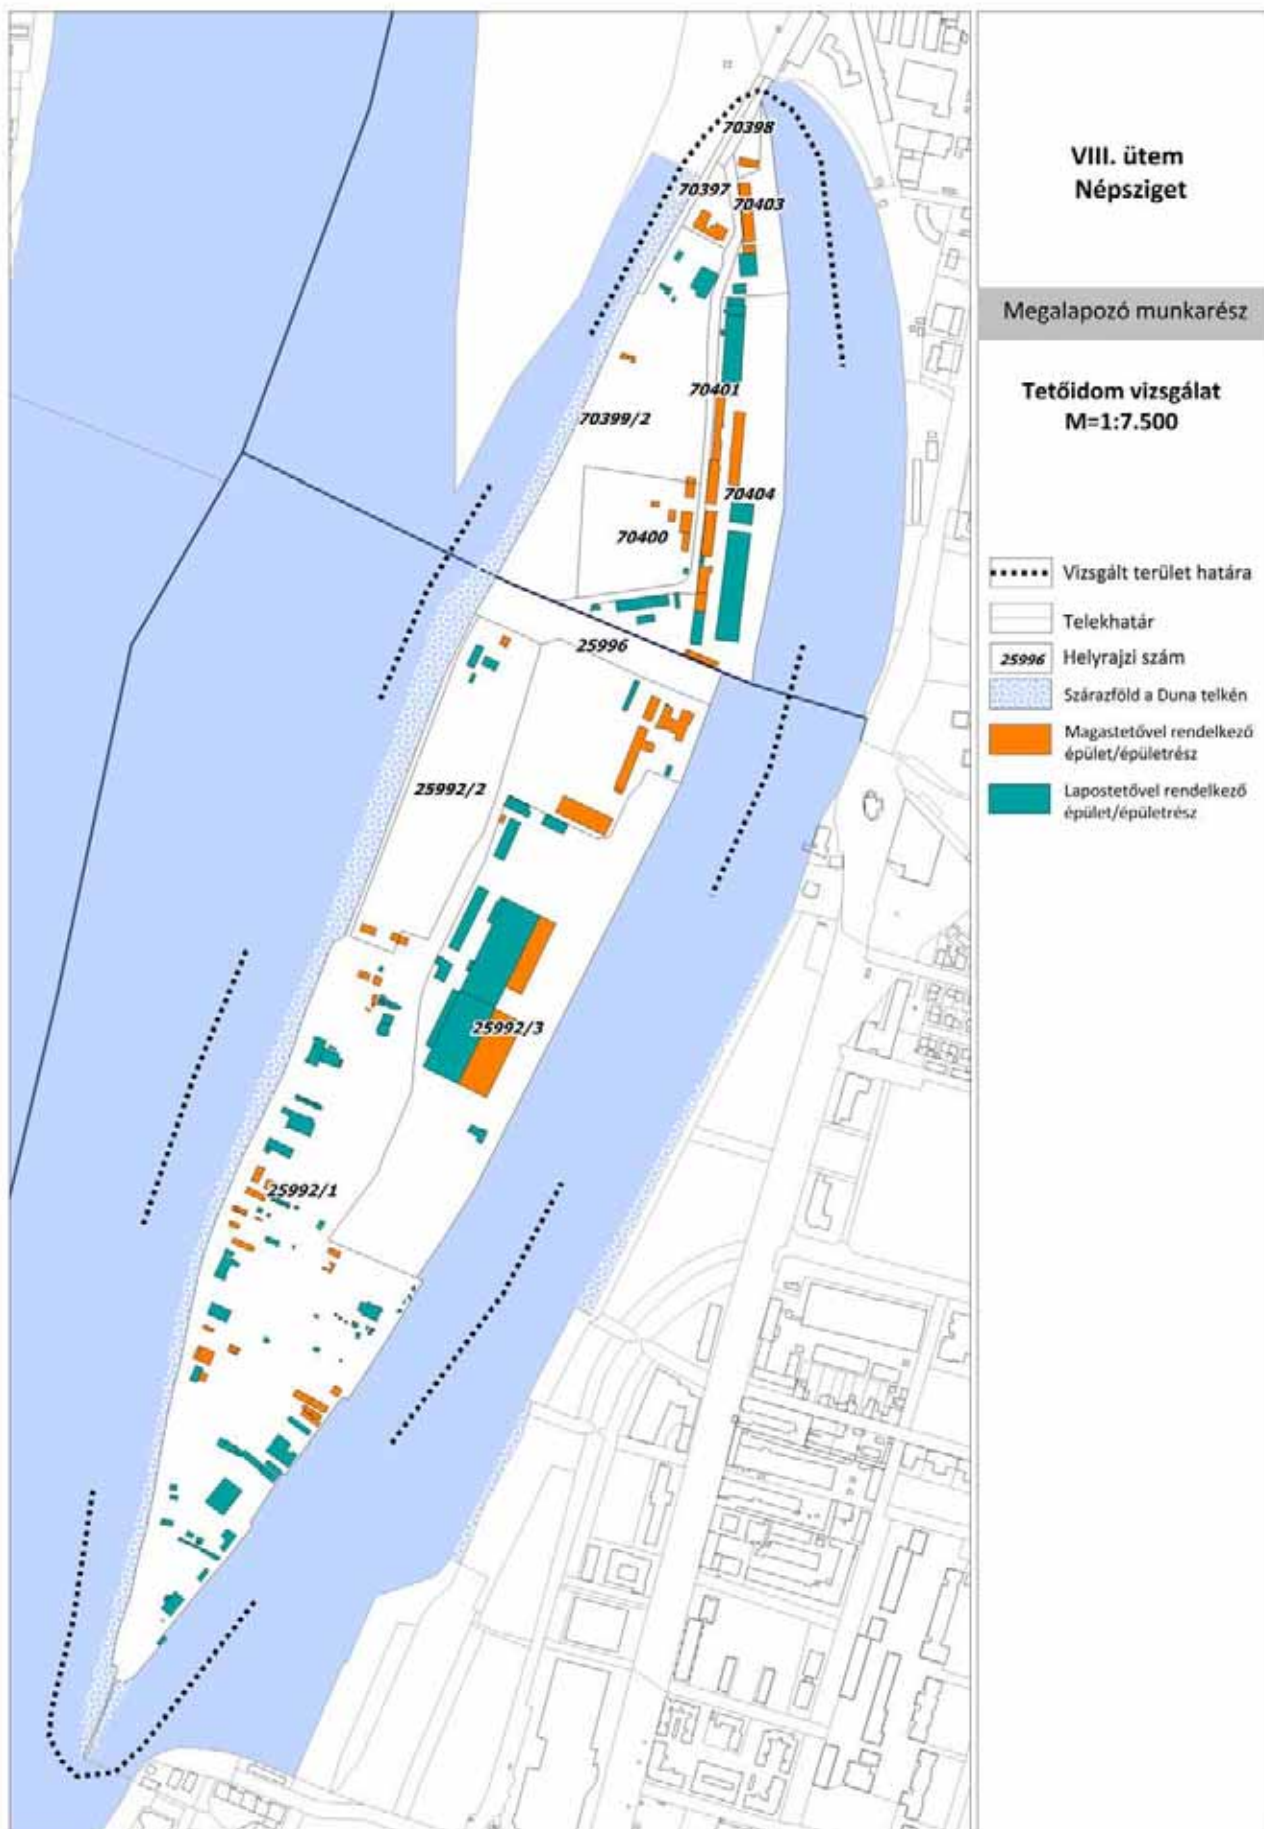 VIII. ütem
Népsziget
Megalapozó munkarész
Tetőidom vizsgálat
M=1:7.500
Vizsgált terület határa
Telekhatár
25996 Helyrajzi szám
Szárazföld a Duna telkén
Magastetővel rendelkező
épület/épületrész
Lapostetővel rendelkező
épület/épületrész
70398
70397
70403
70401
70399/2
70404
70400
25996
25992/2
25992/3
25992/1